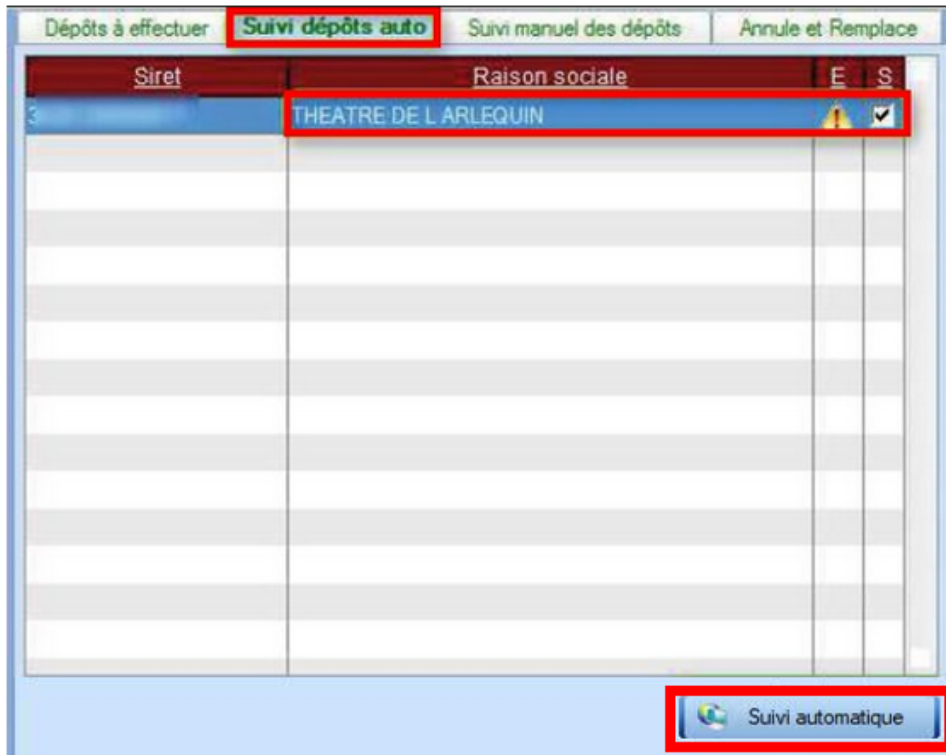 Dépôts à effectuer Suivi dépôts auto Suivi manuel des dépôts Annule et Remplace
Siret Raison sociale E S
THEATRE DE L ARLEQUIN
Suivi automatique